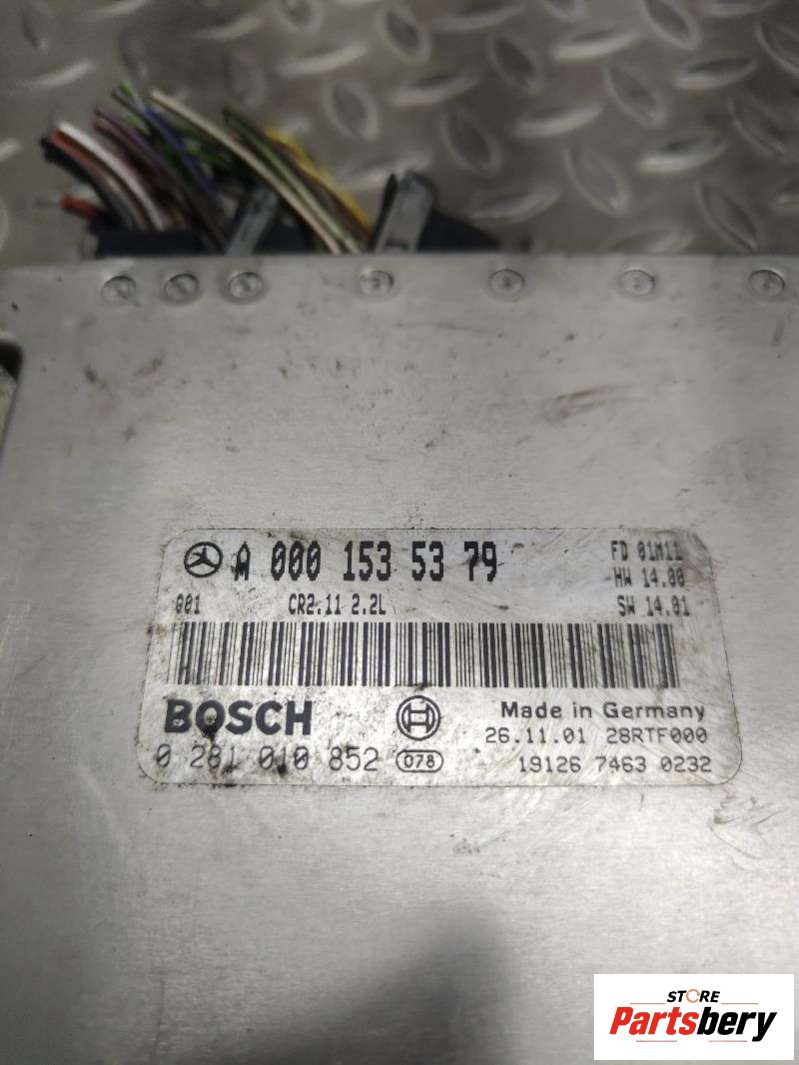 A 000 153 53 79
FD 01M11
HW 14.00
001 CR2.11 2.2L
SW 14.01
BOSCH
Made in Germany
26.11.01 28RTF000
0 281 010 852 078
19126 7463 0232
STORE
Partsbery